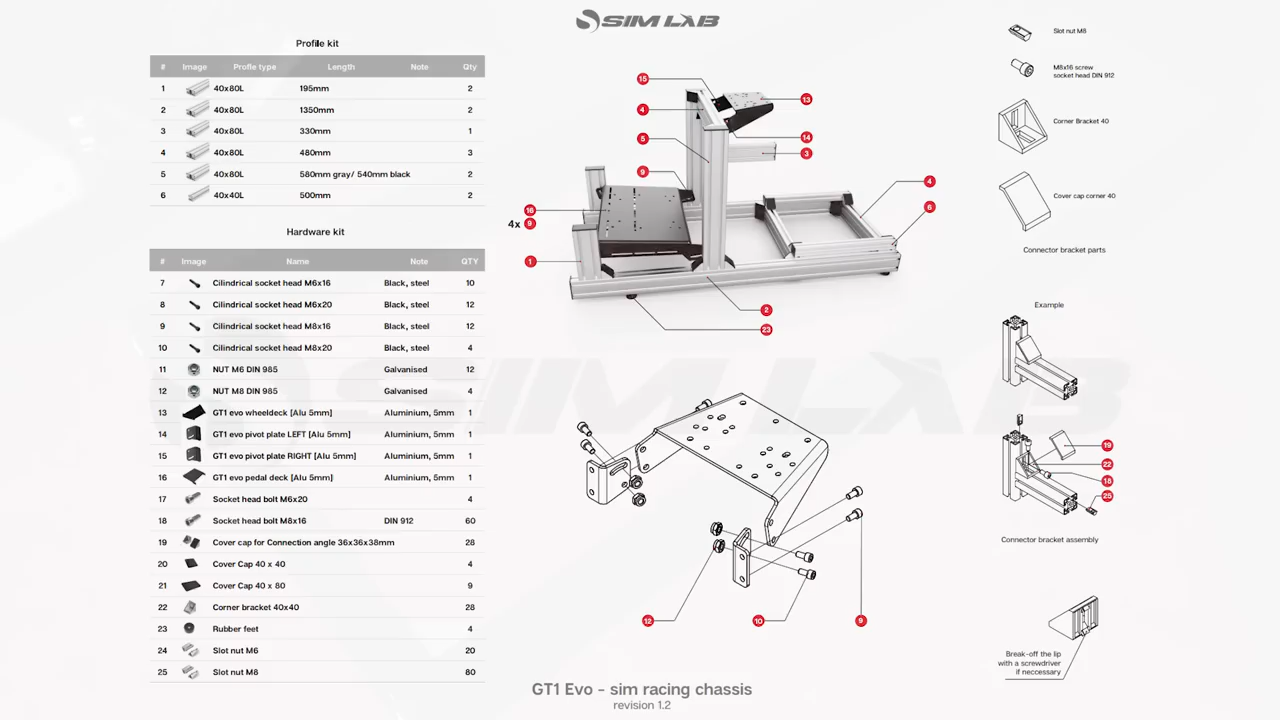 SIM LAB
Profile kit
# Image Profle type Length Note Qty
1 40x80L 195mm 2
2 40x80L 1350mm 2
3 40x80L 330mm 1
4 40x80L 480mm 3
5 40x80L 580mm gray/ 540mm black 2
6 40x40L 500mm 2
Hardware kit
# Image Name Note QTY
7 Cilindrical socket head M6x16 Black, steel 10
8 Cilindrical socket head M6x20 Black, steel 12
9 Cilindrical socket head M8x16 Black, steel 12
10 Cilindrical socket head M8x20 Black, steel 4
11 NUT M6 DIN 985 Galvanised 12
12 NUT M8 DIN 985 Galvanised 4
13 GT1 evo wheeldeck [Alu 5mm] Aluminium, 5mm 1
14 GT1 evo pivot plate LEFT [Alu 5mm] Aluminium, 5mm 1
15 GT1 evo pivot plate RIGHT [Alu 5mm] Aluminium, 5mm 1
16 GT1 evo pedal deck [Alu 5mm] Aluminium, 5mm 1
17 Socket head bolt M6x20 4
18 Socket head bolt M8x16 DIN 912 60
19 Cover cap for Connection angle 36x36x38mm 28
20 Cover Cap 40 x 40 4
21 Cover Cap 40 x 80 9
22 Corner bracket 40x40 28
23 Rubber feet 4
24 Slot nut M6 20
25 Slot nut M8 80
15
4
5
9
16
4x 9
1
13
14
3
4
6
2
23
12
10
9
Slot nut M8
M8x16 screw
socket head DIN 912
Corner Bracket 40
Cover cap corner 40
Connector bracket parts
Example
19
22
18
25
Connector bracket assembly
Break-off the lip
with a screwdriver
if neccessary
SIM LAB
GT1 Evo - sim racing chassis
revision 1.2